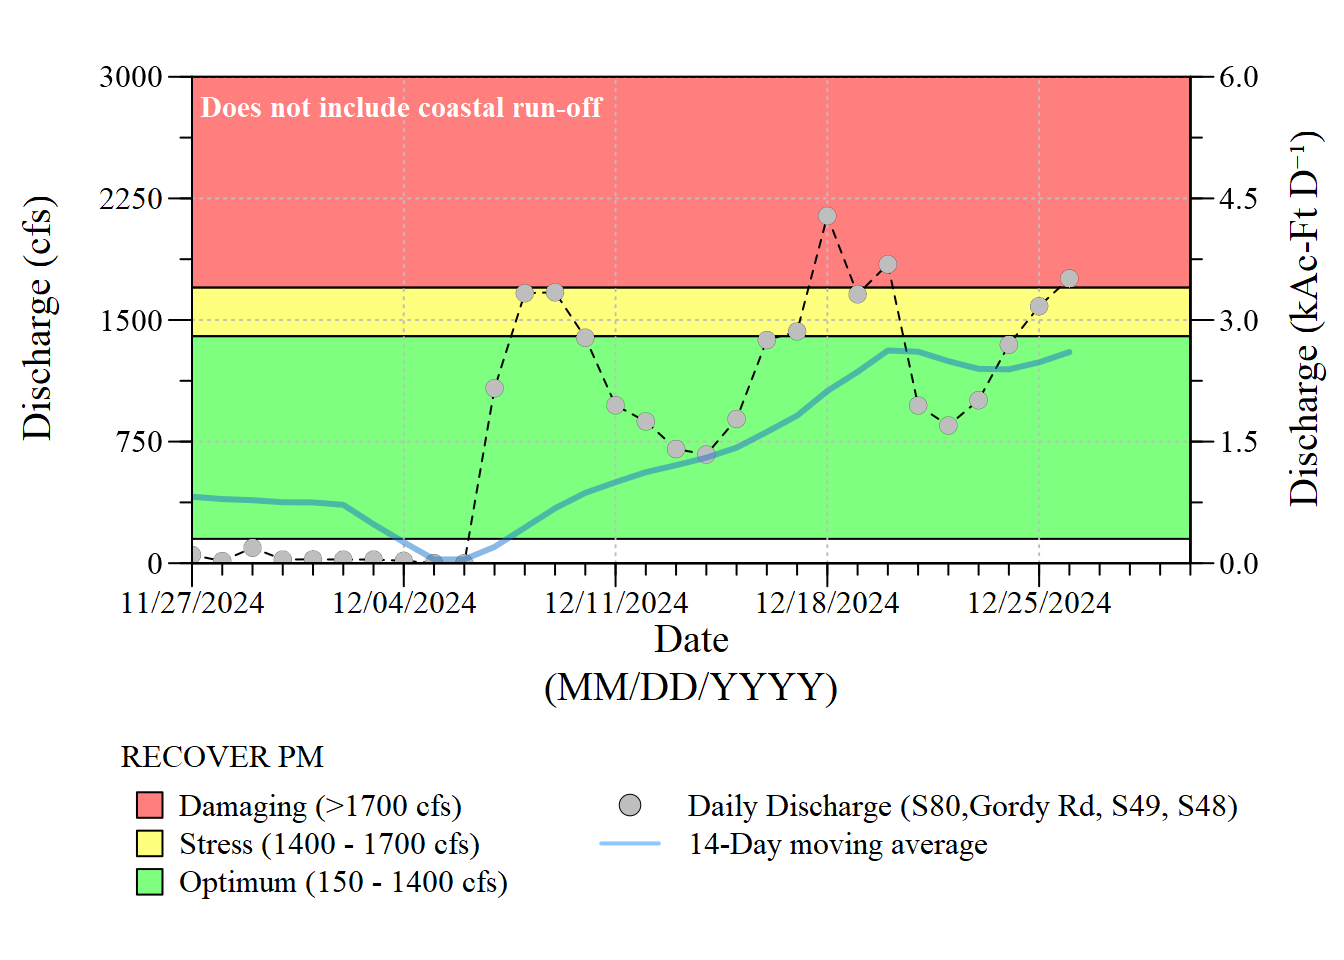 Does not include coastal run-off
3000
2250
1500
750
0
6.0
4.5
3.0
1.5
0.0
Discharge (cfs)
Discharge (kAc-Ft D⁻¹)
11/27/2024
12/04/2024
12/11/2024
12/18/2024
12/25/2024
Date
(MM/DD/YYYY)
RECOVER PM
Damaging (>1700 cfs)
Stress (1400 - 1700 cfs)
Optimum (150 - 1400 cfs)
Daily Discharge (S80,Gordy Rd, S49, S48)
14-Day moving average